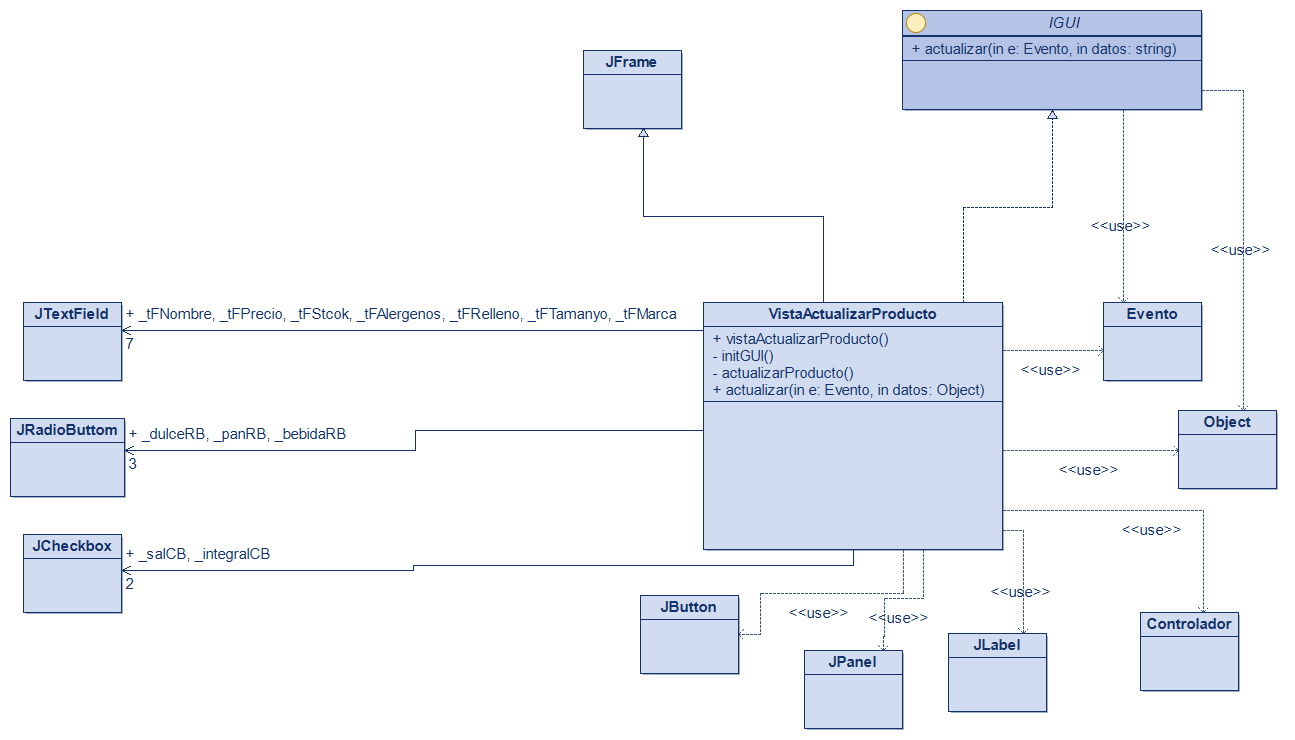 IGUI
+ actualizar(in e: Evento, in datos: string)
JFrame
<<use>>
<<use>>
JTextField
+ _tFNombre, _tFPrecio, _tFStcok, _tFAlergenos, _tFRelleno, _tFTamanyo, _tFMarca
7
VistaActualizarProducto
+ vistaActualizarProducto()
- initGUI()
- actualizarProducto()
+ actualizar(in e: Evento, in datos: Object)
Evento
<<use>>
JRadioButtom
+ _dulceRB, _panRB, _bebidaRB
3
Object
<<use>>
JCheckbox
+ _salCB, _integralCB
2
<<use>>
JButton
<<use>>
<<use>>
<<use>>
JPanel
JLabel
Controlador